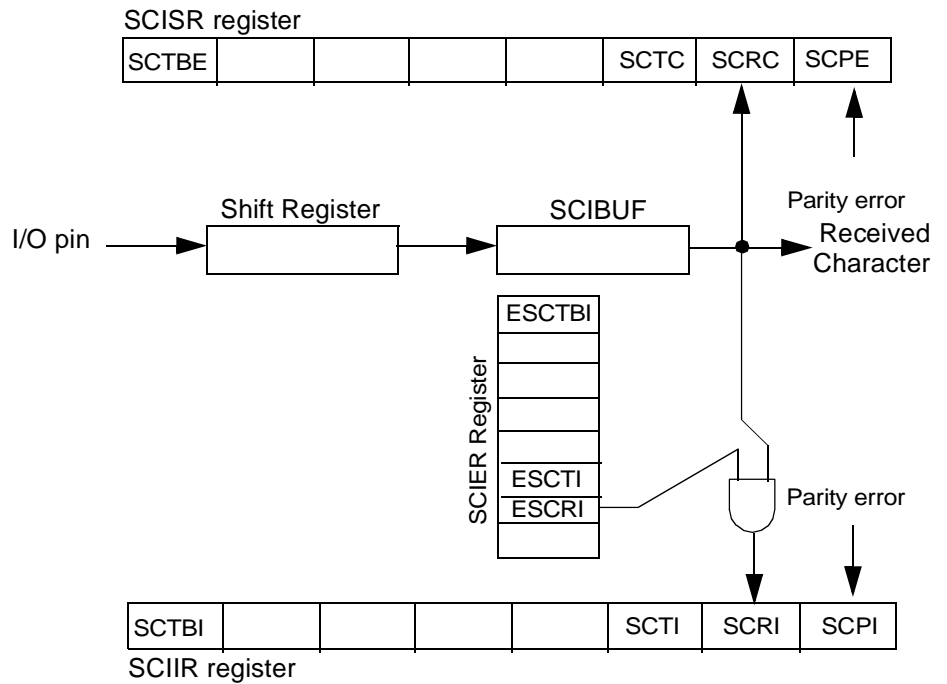 SCISR register
SCTBE SCTC SCRC SCPE
Parity error
Shift Register SCIBUF
I/O pin
Received
Character
ESCTBI
SCIER Register
ESCTI
ESCRI
Parity error
SCTBI SCTI SCRI SCPI
SCIIR register